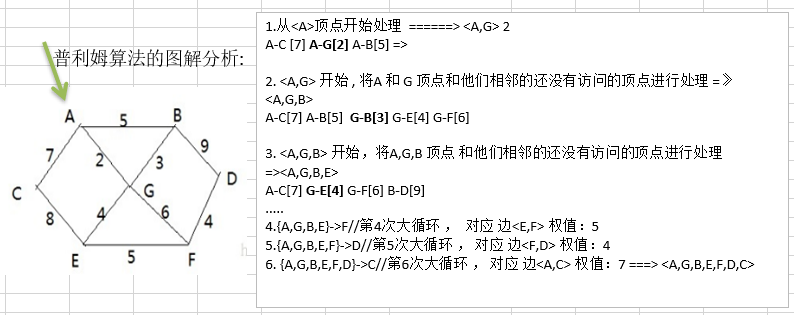 普利姆算法的图解分析:
A
5
B
7
2
3
9
C
G
D
8
4
6
4
E
5
F
1.从<A>顶点开始处理 ======> <A,G> 2
A-C [7] A-G[2] A-B[5] =>
2. <A,G> 开始 , 将A 和 G 顶点和他们相邻的还没有访问的顶点进行处理 =》
<A,G,B>
A-C[7] A-B[5] G-B[3] G-E[4] G-F[6]
3. <A,G,B> 开始，将A,G,B 顶点 和他们相邻的还没有访问的顶点进行处理
=><A,G,B,E>
A-C[7] G-E[4] G-F[6] B-D[9]
.....
4.{A,G,B,E}->F//第4次大循环 ， 对应 边<E,F> 权值：5
5.{A,G,B,E,F}->D//第5次大循环 ， 对应 边<F,D> 权值：4
6. {A,G,B,E,F,D}->C//第6次大循环 ， 对应 边<A,C> 权值：7 ===> <A,G,B,E,F,D,C>